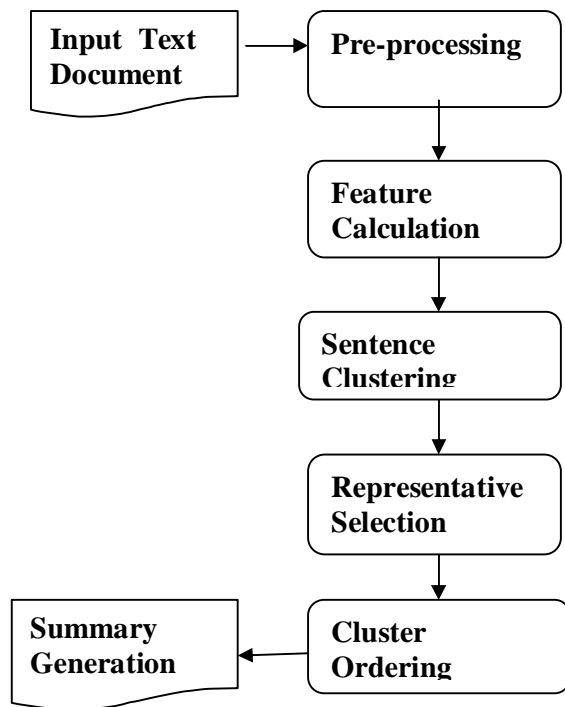 Input Text
Document
Pre-processing
Feature
Calculation
Sentence
Clustering
Representative
Selection
Cluster
Ordering
Summary
Generation